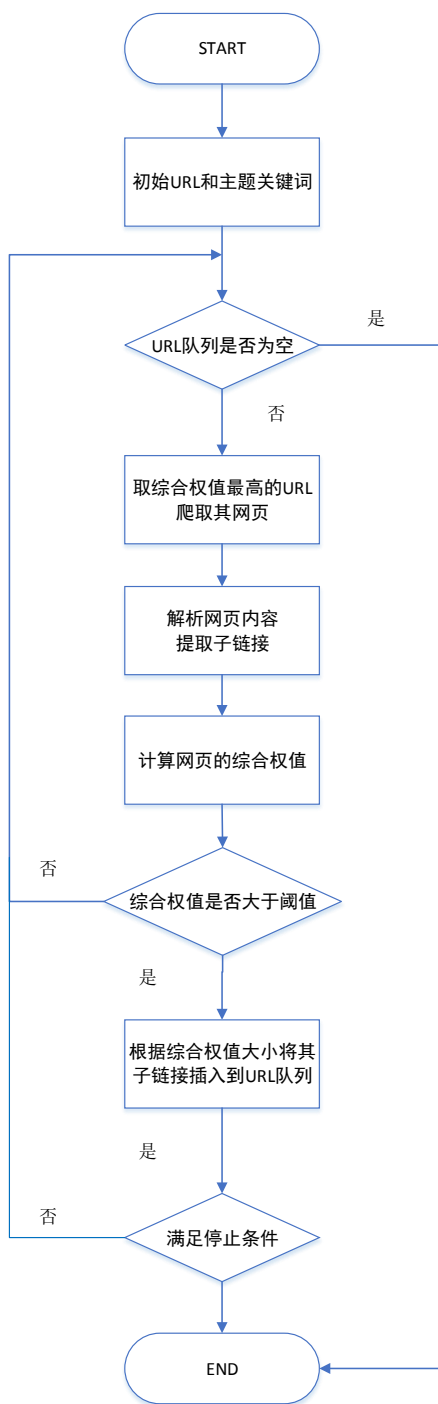 START
初始URL和主题关键词
是
URL队列是否为空
否
取综合权值最高的URL
爬取其网页
解析网页内容
提取子链接
计算网页的综合权值
否
综合权值是否大于阈值
是
根据综合权值大小将其
子链接插入到URL队列
是
否
满足停止条件
END